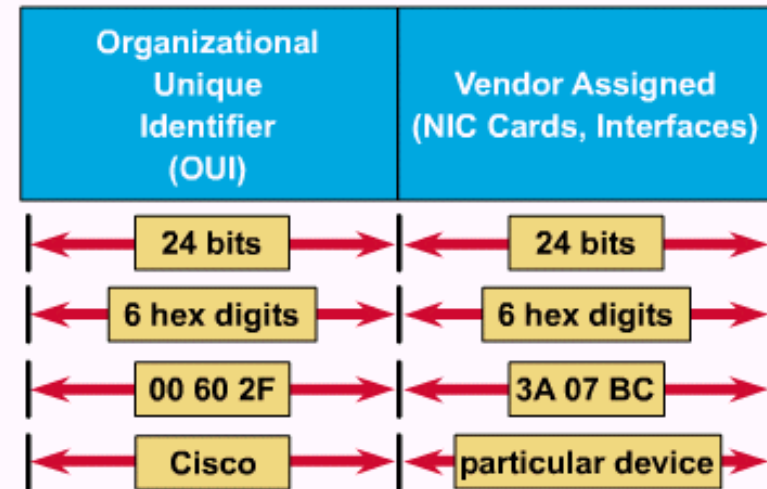 Organizational
Unique
Identifier
(OUI)
Vendor Assigned
(NIC Cards, Interfaces)
24 bits
24 bits
6 hex digits
6 hex digits
00 60 2F
3A 07 BC
Cisco
particular device